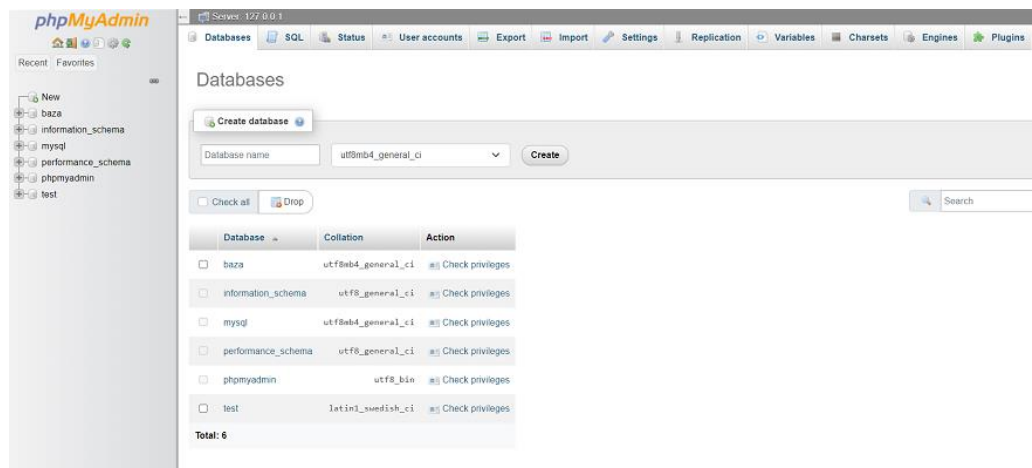 phpMyAdmin
Recent Favorites
New
baza
information_schema
mysql
performance_schema
phpmyadmin
test
Server: 127.0.0.1
Databases SQL Status User accounts Export Import Settings Replication Variables Charsets Engines Plugins
Databases
Create database
Database name utf8mb4_general_ci Create
Check all Drop Search
Database Collation Action
baza utf8mb4_general_ci Check privileges
information_schema utf8_general_ci Check privileges
mysql utf8mb4_general_ci Check privileges
performance_schema utf8_general_ci Check privileges
phpmyadmin utf8_bin Check privileges
test latin1_swedish_ci Check privileges
Total: 6